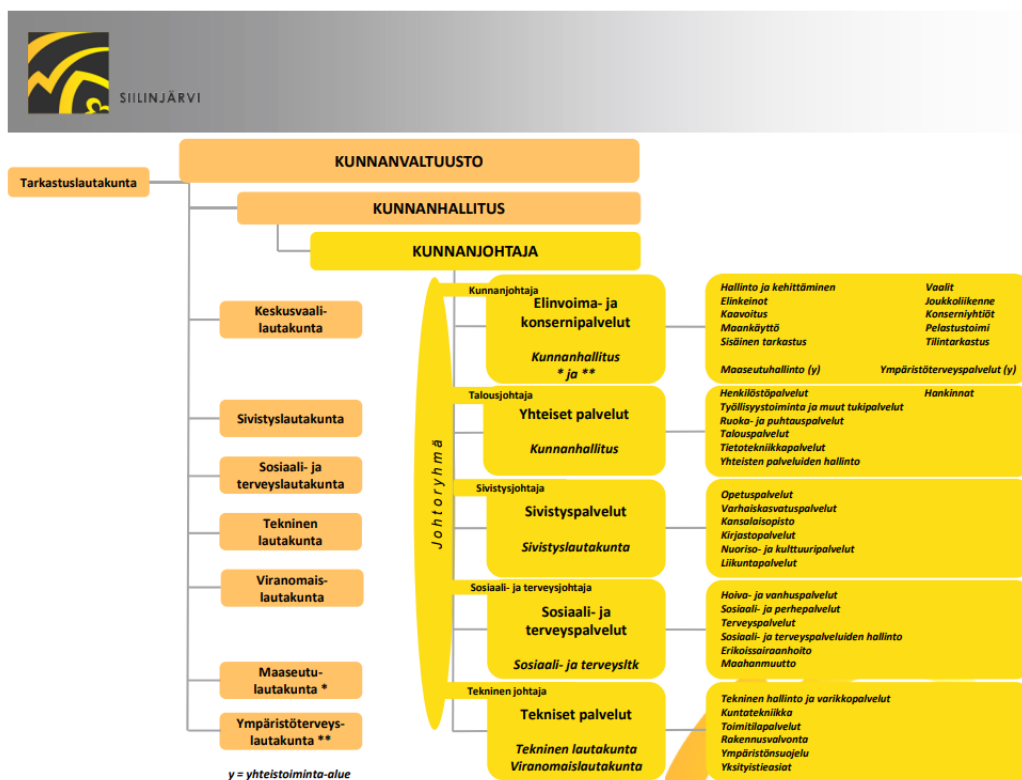 SIILINJÄRVI
KUNNANVALTUUSTO
Tarkastuslautakunta
KUNNANHALLITUS
KUNNANJOHTAJA
Keskusvaali-
lautakunta
Sivistyslautakunta
Sosiaali- ja
terveyslautakunta
Tekninen
lautakunta
Viranomais-
lautakunta
Maaseutu-
lautakunta *
Ympäristöterveys-
lautakunta **
y = yhteistoiminta-alue
Johtoryhmä
Kunnanjohtaja
Elinvoima- ja
konsernipalvelut
Kunnanhallitus
* ja **
Hallinto ja kehittäminen Vaalit
Elinkeinot Joukkoliikenne
Kaavoitus Konserniyhtiöt
Maankäyttö Pelastustoimi
Sisäinen tarkastus Tilintarkastus
Maaseutuhallinto (y) Ympäristöterveyspalvelut (y)
Talousjohtaja
Yhteiset palvelut
Kunnanhallitus
Henkilöstöpalvelut Hankinnat
Työllisyystoiminta ja muut tukipalvelut
Ruoka- ja puhtauspalvelut
Talouspalvelut
Tietotekniikkapalvelut
Yhteisten palveluiden hallinto
Sivistysjohtaja
Sivistyspalvelut
Sivistyslautakunta
Opetuspalvelut
Varhaiskasvatuspalvelut
Kansalaisopisto
Kirjastopalvelut
Nuoriso- ja kulttuuripalvelut
Liikuntapalvelut
Sosiaali- ja terveysjohtaja
Sosiaali- ja
terveyspalvelut
Sosiaali- ja terveysltk
Hoiva- ja vanhuspalvelut
Sosiaali- ja perhepalvelut
Terveyspalvelut
Sosiaali- ja terveyspalveluiden hallinto
Erikoissairaanhoito
Maahanmuutto
Tekninen johtaja
Tekniset palvelut
Tekninen lautakunta
Viranomaislautakunta
Tekninen hallinto ja varikkopalvelut
Kuntatekniikka
Toimitilapalvelut
Rakennusvalvonta
Ympäristönsuojelu
Yksityistieasiat